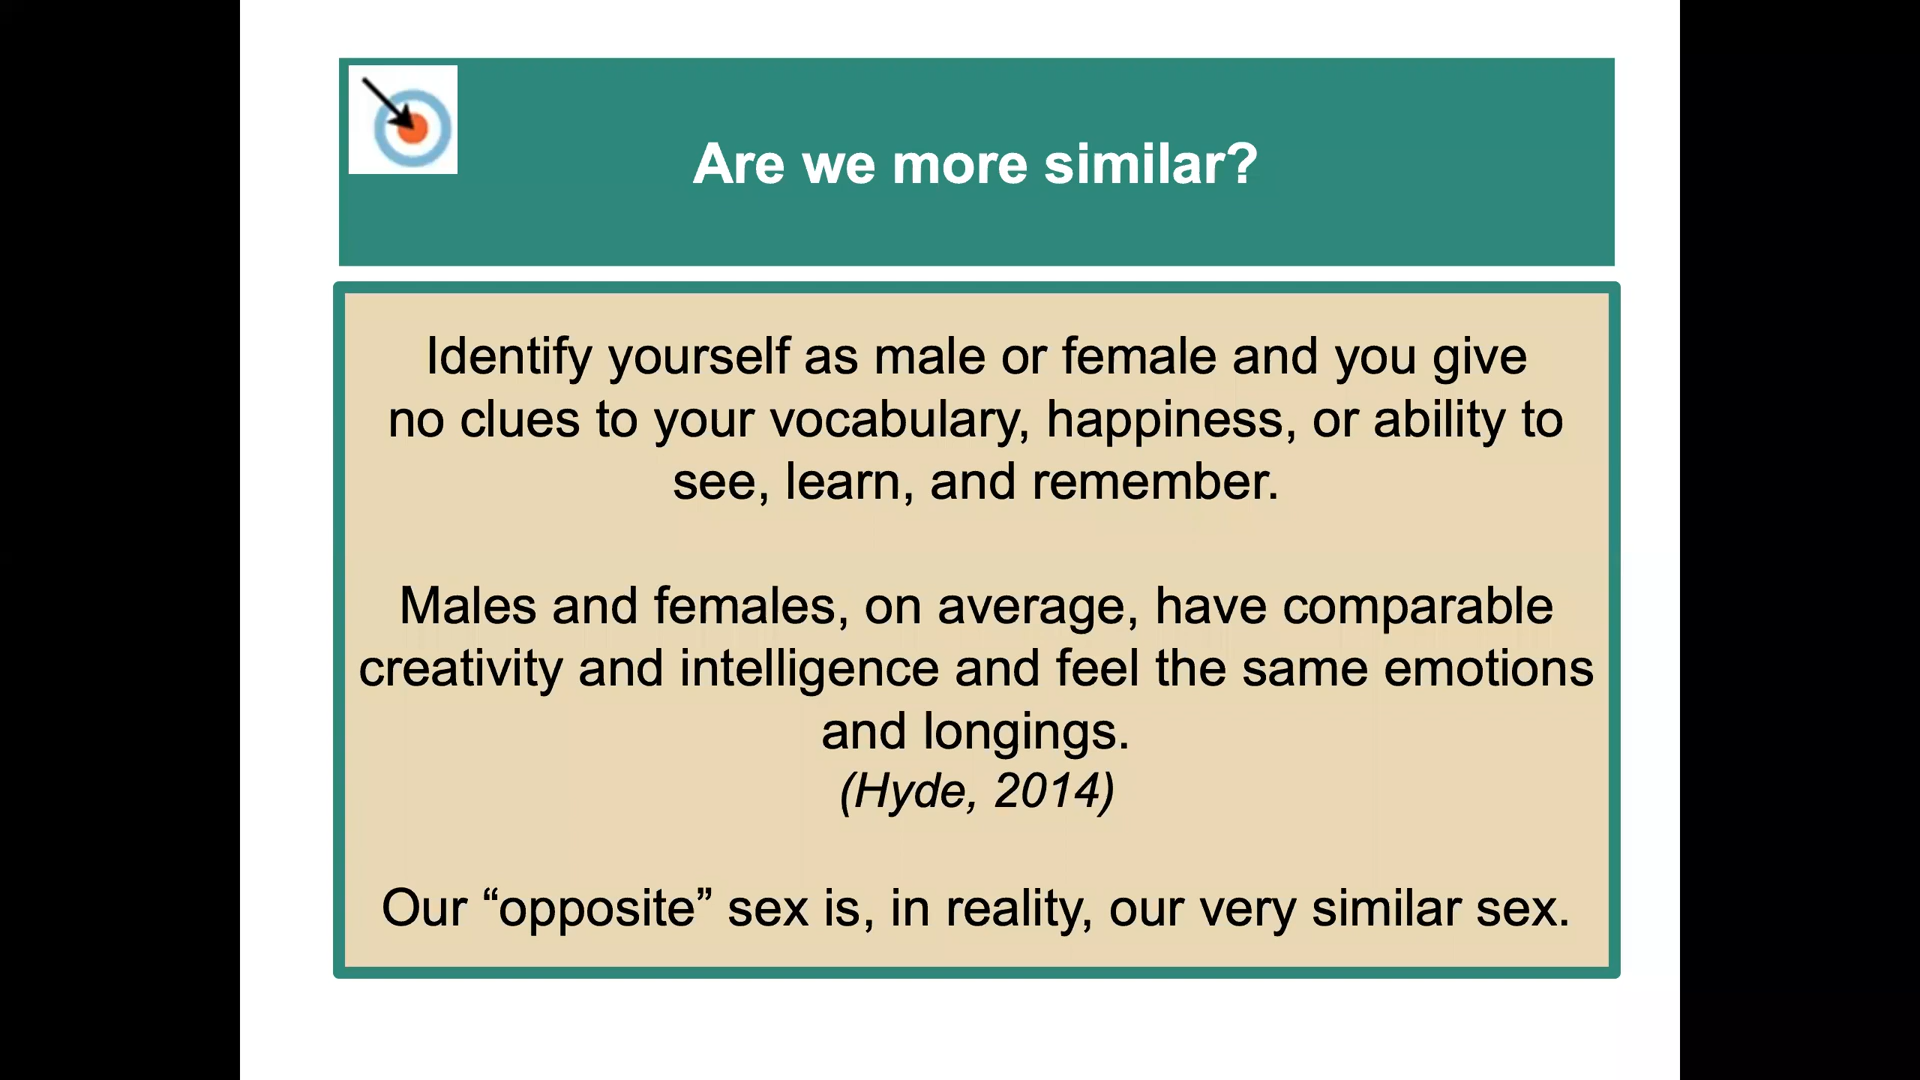 Are we more similar?
Identify yourself as male or female and you give
no clues to your vocabulary, happiness, or ability to
see, learn, and remember.
Males and females, on average, have comparable
creativity and intelligence and feel the same emotions
and longings.
(Hyde, 2014)
Our “opposite” sex is, in reality, our very similar sex.